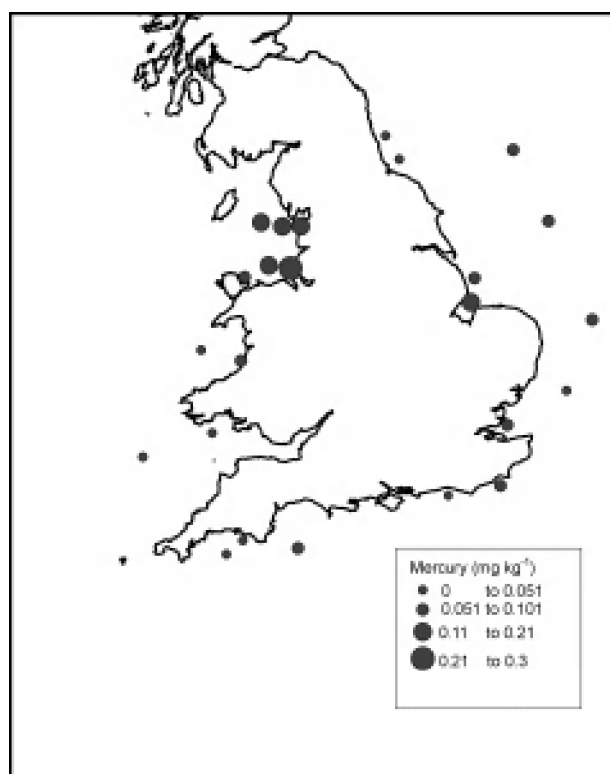 Mercury (mg kg⁻¹)
0 to 0.051
0.051 to 0.101
0.11 to 0.21
0.21 to 0.3